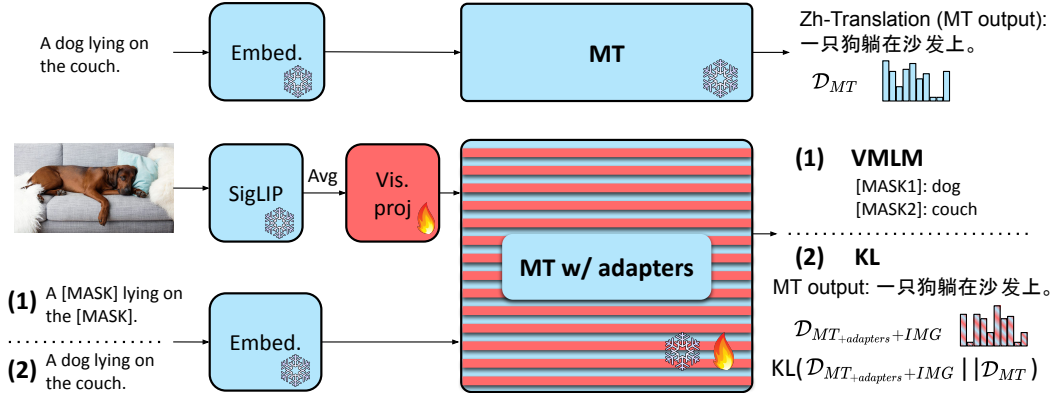 A dog lying on
the couch.
Embed.
MT
Zh-Translation (MT output):
一只狗躺在沙发上。
𝒟_MT
SigLIP
Avg
Vis.
proj
MT w/ adapters
(1) VMLM
[MASK1]: dog
[MASK2]: couch
(1) A [MASK] lying on
the [MASK].
(2) A dog lying on
the couch.
Embed.
(2) KL
MT output: 一只狗躺在沙发上。
𝒟_MT+adapters+IMG
KL(𝒟_MT+adapters+IMG ||𝒟_MT)